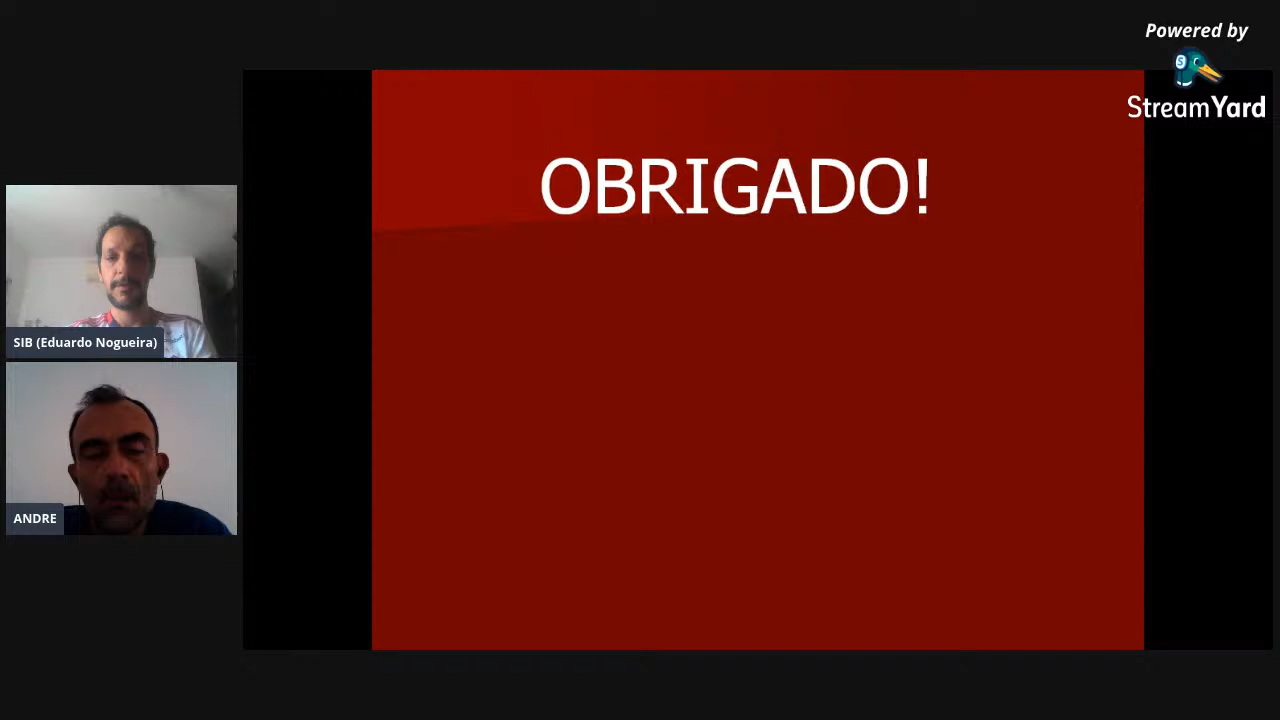 Powered by
StreamYard
OBRIGADO!
SIB (Eduardo Nogueira)
ANDRE